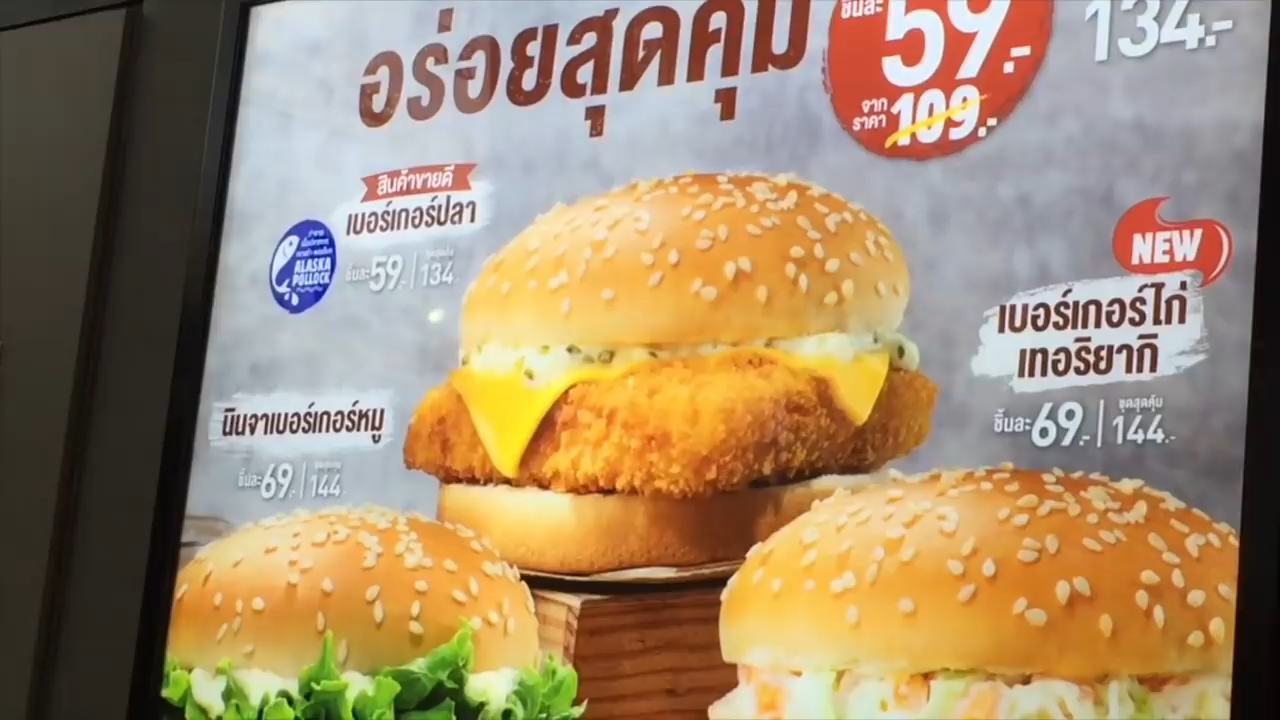 อร่อยสุดคุ้ม
ชิ้นละ
59.-
จาก
ราคา
109.-
134.-
สินค้าขายดี
เบอร์เกอร์ปลา
ชิ้นละ 59.- 134.-
ALASKA
POLLOCK
NEW
เบอร์เกอร์ไก่
เทอริยากิ
ชิ้นละ 69.- ชุดสุดคุ้ม 144.-
นินจาเบอร์เกอร์หมู
ชิ้นละ 69.- 144.-